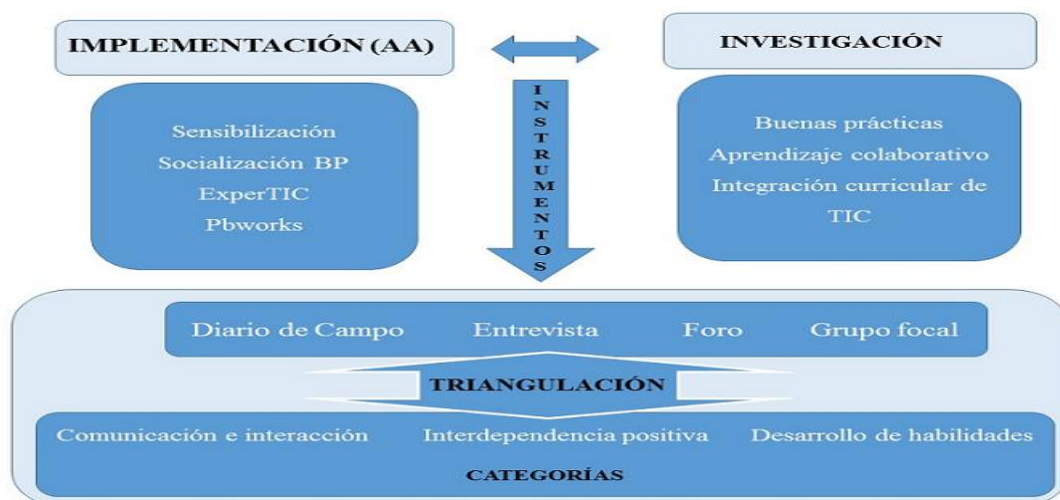 IMPLEMENTACIÓN (AA)
INVESTIGACIÓN
Sensibilización
Socialización BP
ExperTIC
Pbworks
INSTRUMENTOS
Buenas prácticas
Aprendizaje colaborativo
Integración curricular de
TIC
Diario de Campo Entrevista Foro Grupo focal
TRIANGULACIÓN
Comunicación e interacción Interdependencia positiva Desarrollo de habilidades
CATEGORÍAS